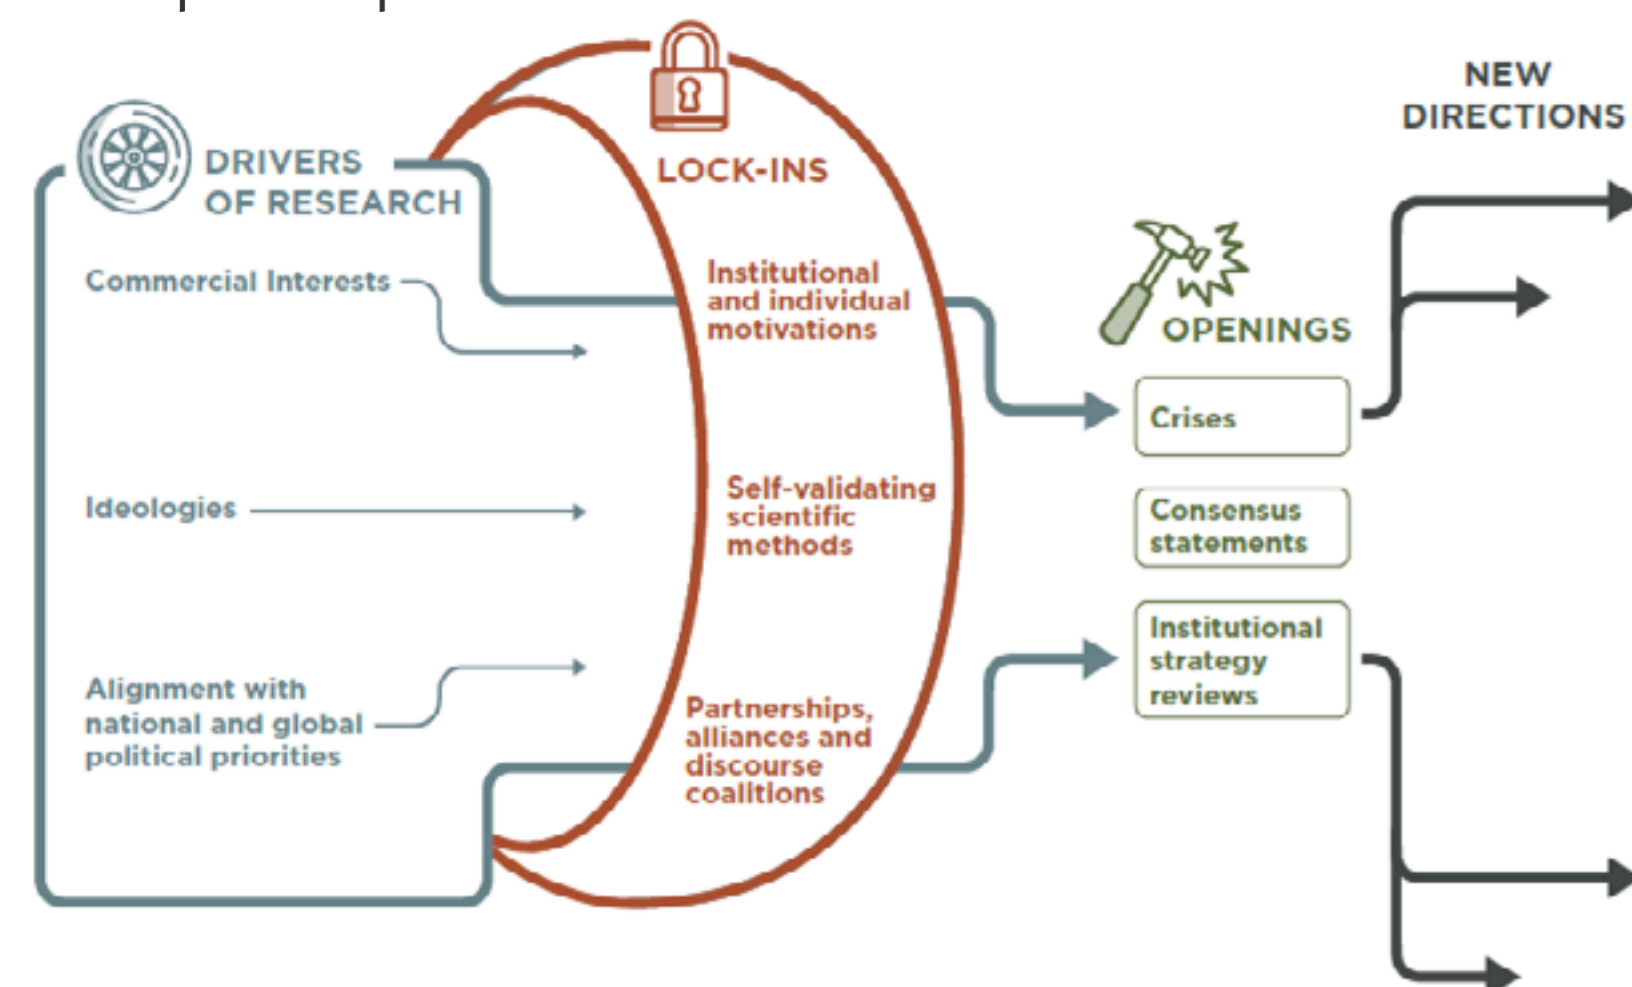 DRIVERS
OF RESEARCH
Commercial Interests
Ideologies
Alignment with
national and global
political priorities
LOCK-INS
Institutional
and individual
motivations
Self-validating
scientific
methods
Partnerships,
alliances and
discourse
coalitions
OPENINGS
Crises
Consensus
statements
Institutional
strategy
reviews
NEW
DIRECTIONS